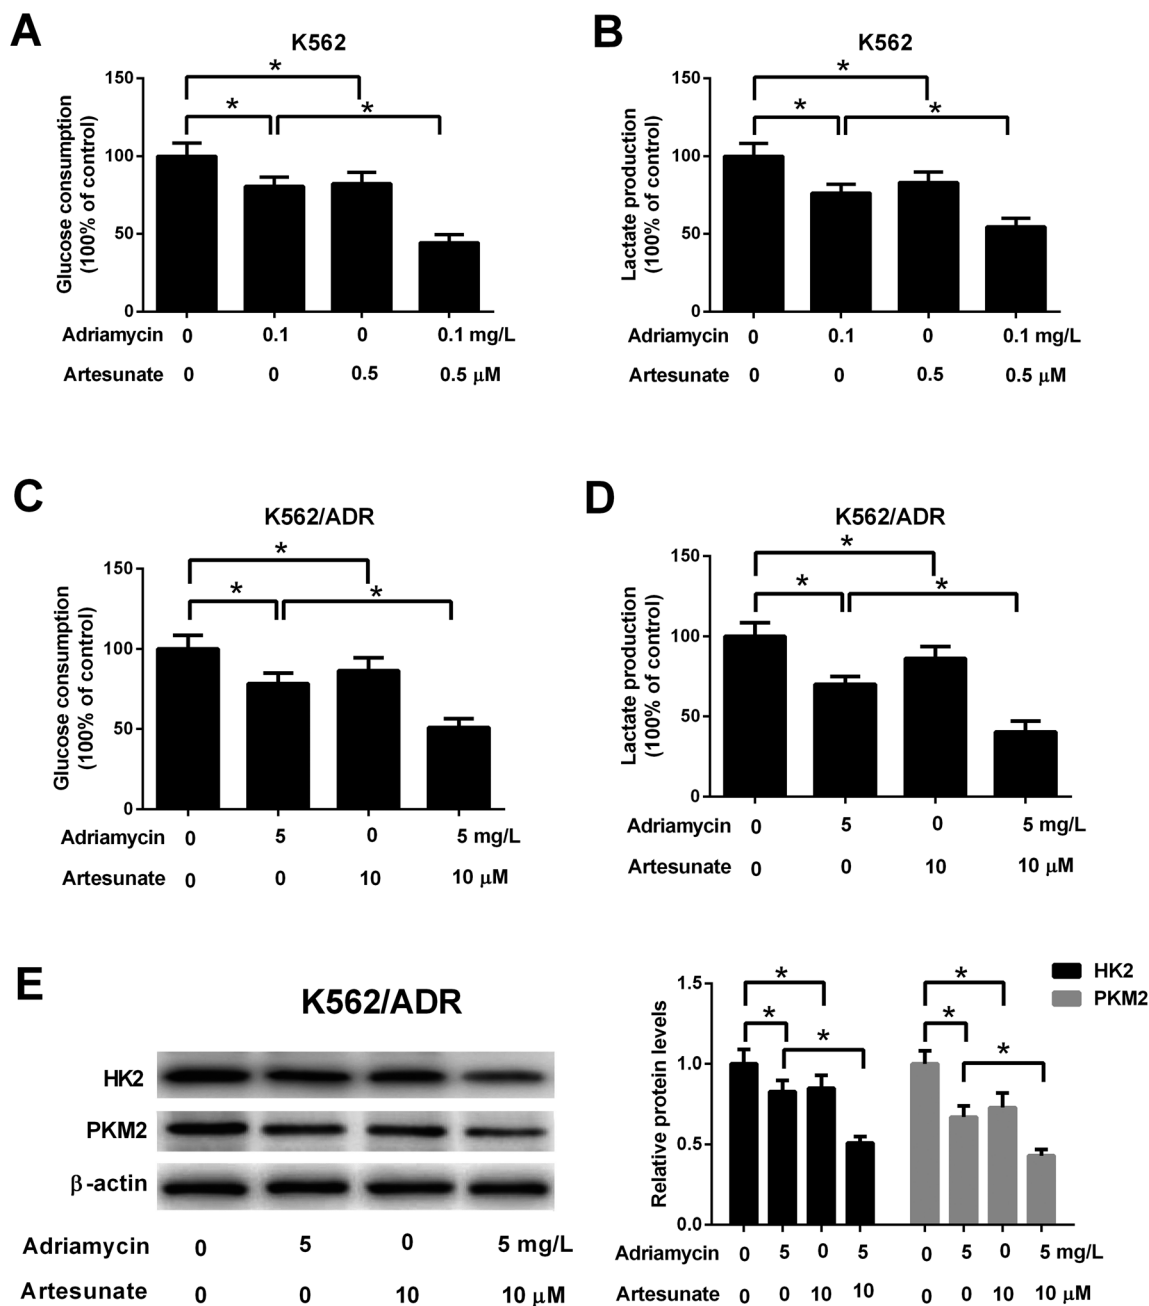 A
K562
*
*
*
Glucose consumption
(100% of control)
150
100
50
0
Adriamycin 0 0.1 0 0.1 mg/L
Artesunate 0 0 0.5 0.5 μM
B
K562
*
*
*
Lactate production
(100% of control)
150
100
50
0
Adriamycin 0 0.1 0 0.1 mg/L
Artesunate 0 0 0.5 0.5 μM
C
K562/ADR
*
*
*
Glucose consumption
(100% of control)
150
100
50
0
Adriamycin 0 5 0 5 mg/L
Artesunate 0 0 10 10 μM
D
K562/ADR
*
*
*
Lactate production
(100% of control)
150
100
50
0
Adriamycin 0 5 0 5 mg/L
Artesunate 0 0 10 10 μM
E
K562/ADR
HK2
PKM2
β-actin
Adriamycin 0 5 0 5 mg/L
Artesunate 0 0 10 10 μM
HK2
PKM2
* *
* * * *
Relative protein levels
1.5
1.0
0.5
0.0
Adriamycin 0 5 0 5 0 5 0 5 mg/L
Artesunate 0 0 10 10 0 0 10 10 μM